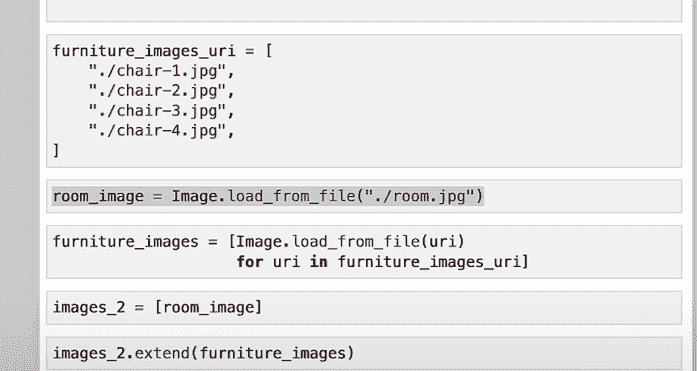 furniture_images_uri = [
    "./chair-1.jpg",
    "./chair-2.jpg",
    "./chair-3.jpg",
    "./chair-4.jpg",
]
room_image = Image.load_from_file("./room.jpg")
furniture_images = [Image.load_from_file(uri)
                    for uri in furniture_images_uri]
images_2 = [room_image]
images_2.extend(furniture_images)